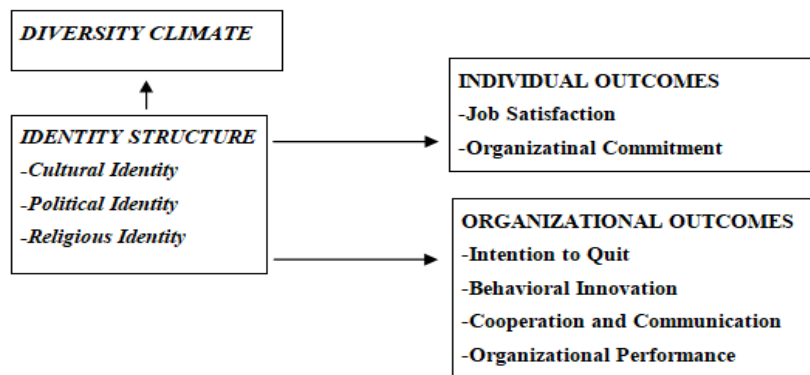 DIVERSITY CLIMATE
IDENTITY STRUCTURE
-Cultural Identity
-Political Identity
-Religious Identity
INDIVIDUAL OUTCOMES
-Job Satisfaction
-Organizatinal Commitment
ORGANIZATIONAL OUTCOMES
-Intention to Quit
-Behavioral Innovation
-Cooperation and Communication
-Organizational Performance